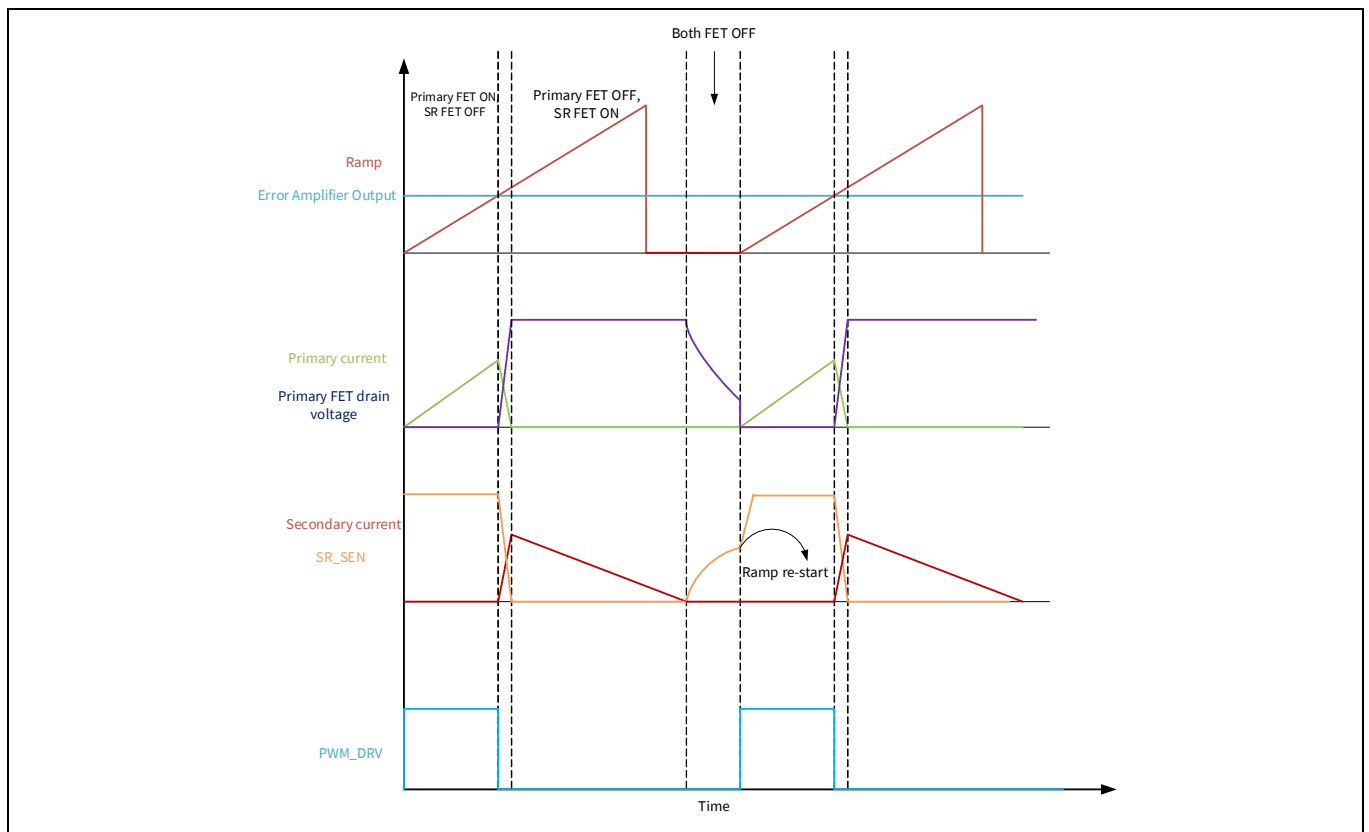 Both FET OFF
Primary FET ON,
SR FET OFF
Primary FET OFF,
SR FET ON
Ramp
Error Amplifier Output
Primary current
Primary FET drain
voltage
Secondary current
SR_SEN
Ramp re-start
PWM_DRV
Time